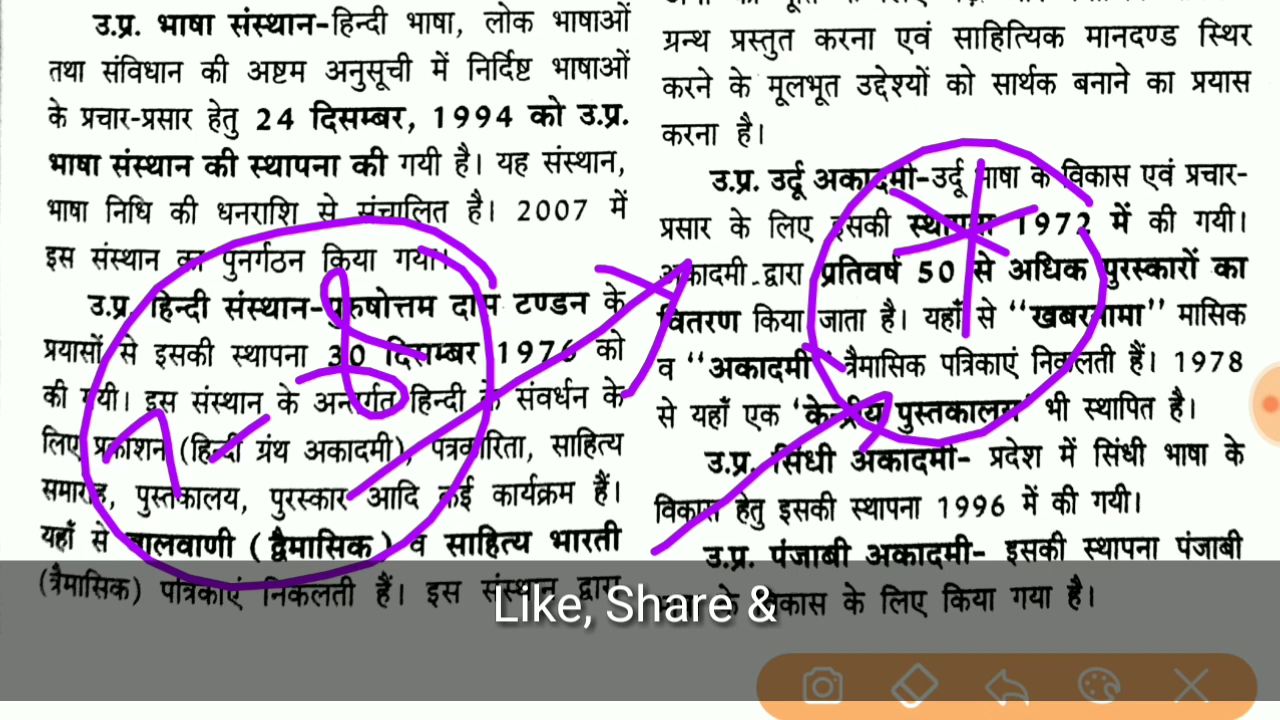 उ.प्र. भाषा संस्थान-हिन्दी भाषा, लोक भाषाओं
तथा संविधान की अष्टम अनुसूची में निर्दिष्ट भाषाओं
के प्रचार-प्रसार हेतु 24 दिसम्बर, 1994 को उ.प्र.
भाषा संस्थान की स्थापना की गयी है। यह संस्थान,
भाषा निधि की धनराशि से संचालित है। 2007 में
इस संस्थान का पुनर्गठन किया गया।
उ.प्र. हिन्दी संस्थान-पुरुषोत्तम दास टण्डन के
प्रयासों से इसकी स्थापना 30 दिसम्बर 1976 को
की गयी। इस संस्थान के अन्तर्गत हिन्दी के संवर्धन के
लिए प्रकाशन (हिन्दी ग्रंथ अकादमी), पत्रकारिता, साहित्य
समारोह, पुस्तकालय, पुरस्कार आदि कई कार्यक्रम हैं।
यहाँ से बालवाणी (द्वैमासिक) व साहित्य भारती
(त्रैमासिक) पत्रिकाएं निकलती हैं। इस संस्थान द्वारा
ग्रन्थ प्रस्तुत करना एवं साहित्यिक मानदण्ड स्थिर
करने के मूलभूत उद्देश्यों को सार्थक बनाने का प्रयास
करना है।
उ.प्र. उर्दू अकादमी-उर्दू भाषा के विकास एवं प्रचार-
प्रसार के लिए इसकी स्थापना 1972 में की गयी।
अकादमी द्वारा प्रतिवर्ष 50 से अधिक पुरस्कारों का
वितरण किया जाता है। यहाँ से “खबरनामा” मासिक
व “अकादमी” त्रैमासिक पत्रिकाएं निकलती हैं। 1978
से यहाँ एक ‘केन्द्रीय पुस्तकालय’ भी स्थापित है।
उ.प्र. सिंधी अकादमी- प्रदेश में सिंधी भाषा के
विकास हेतु इसकी स्थापना 1996 में की गयी।
उ.प्र. पंजाबी अकादमी- इसकी स्थापना पंजाबी
के विकास के लिए किया गया है।
Like, Share &